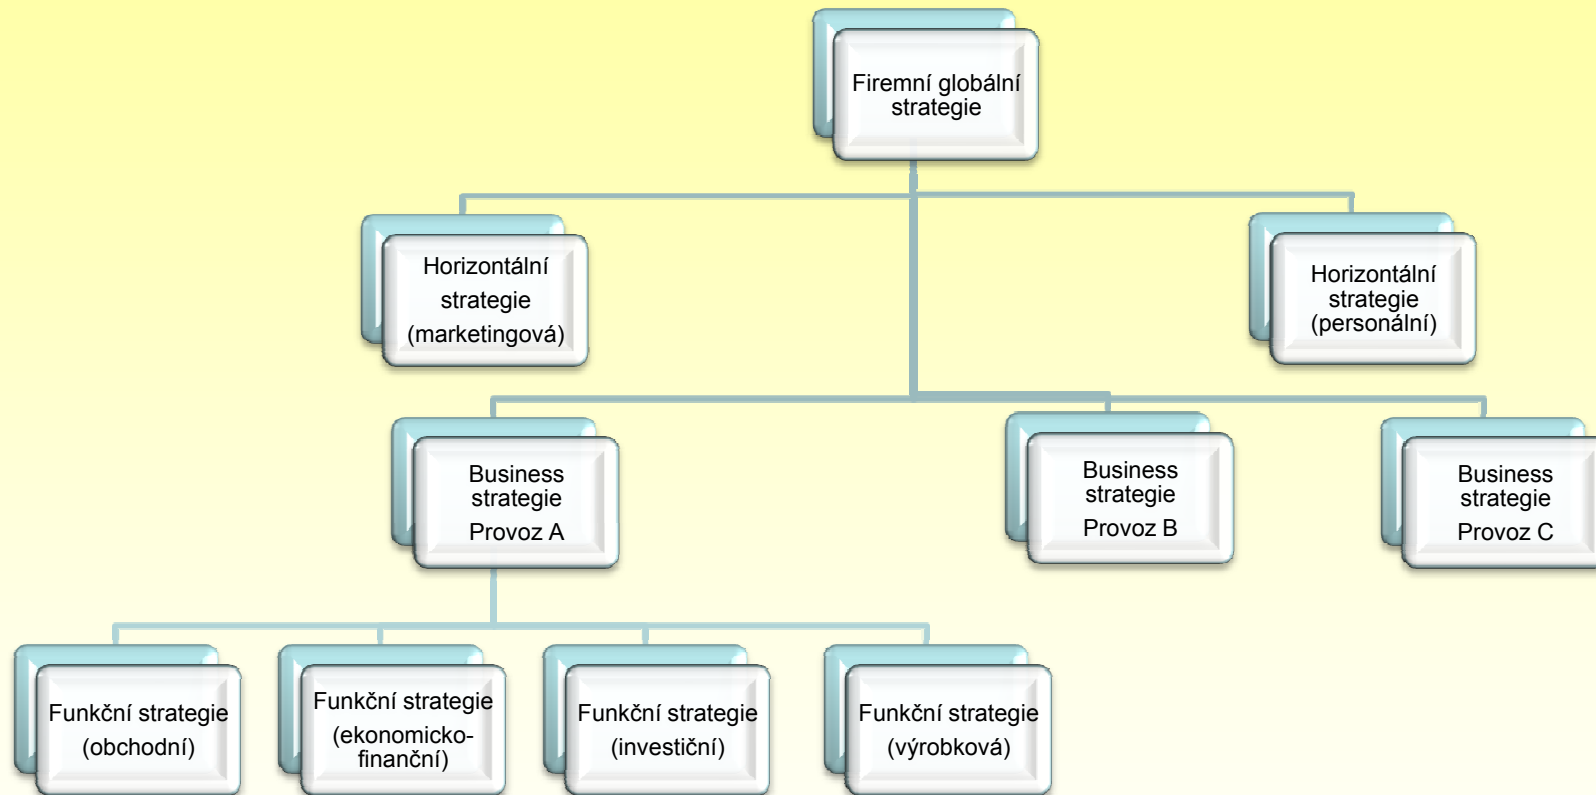 Firemní globální
strategie
Horizontální
strategie
(marketingová)
Horizontální
strategie
(personální)
Business
strategie
Provoz A
Business
strategie
Provoz B
Business
strategie
Provoz C
Funkční strategie
(obchodní)
Funkční strategie
(ekonomicko-
finanční)
Funkční strategie
(investiční)
Funkční strategie
(výrobková)